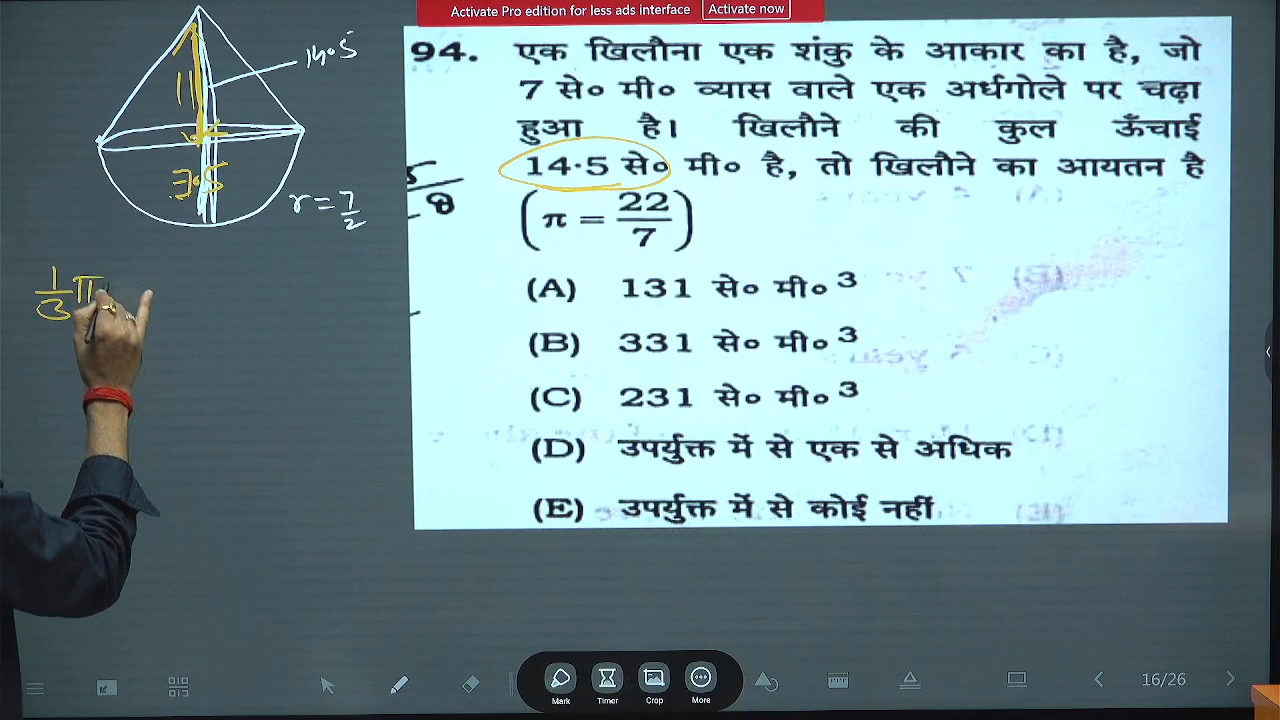 Activate Pro edition for less ads interface Activate now
94. एक खिलौना एक शंकु के आकार का है, जो
7 से० मी० व्यास वाले एक अर्धगोले पर चढ़ा
हुआ है। खिलौने की कुल ऊँचाई
14·5 से० मी० है, तो खिलौने का आयतन है
(π = 22/7)
(A) 131 से० मी०³
(B) 331 से० मी०³
(C) 231 से० मी०³
(D) उपर्युक्त में से एक से अधिक
(E) उपर्युक्त में से कोई नहीं
14.5
11
3.5
r = 7/2
1/3 π
8
Mark Timer Crop More
16/26